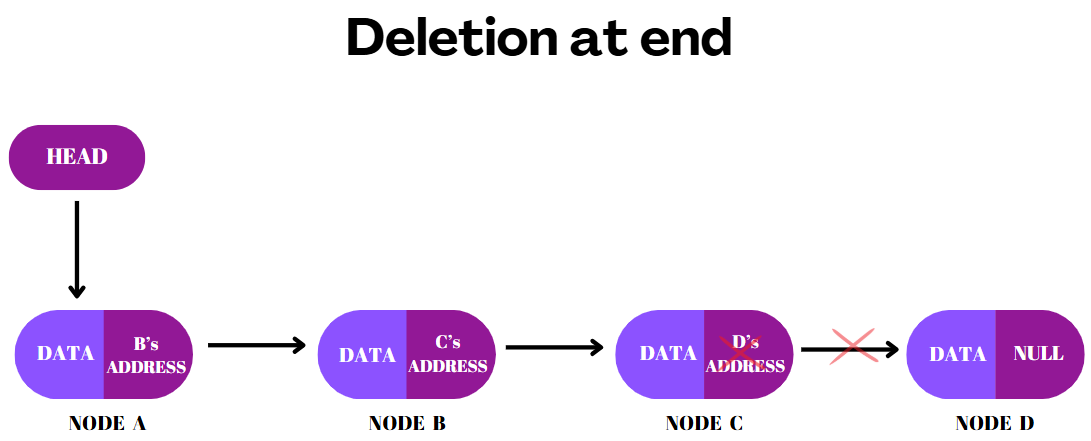 Deletion at end
HEAD
DATA
B's
ADDRESS
DATA
C's
ADDRESS
DATA
D's
ADDRESS
DATA
NULL
NODE A
NODE B
NODE C
NODE D